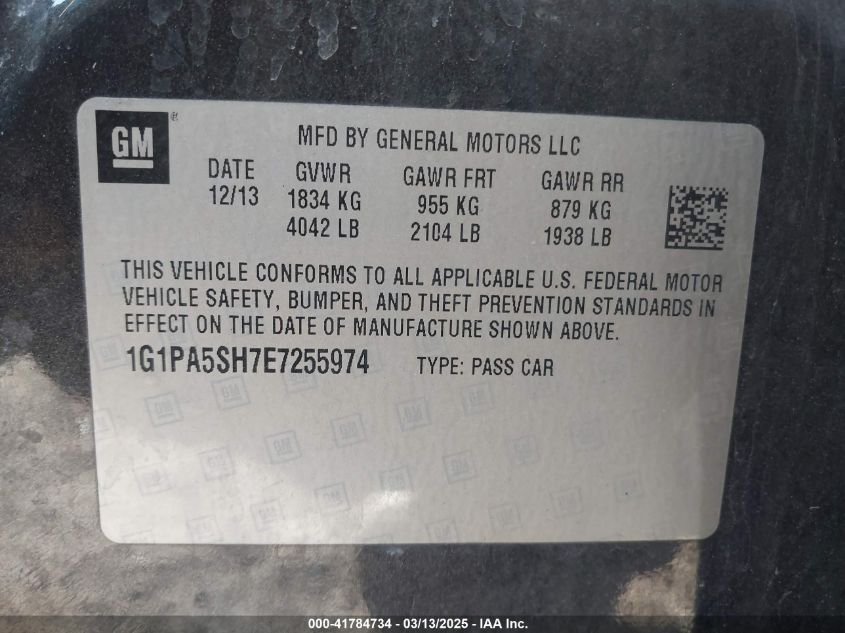 GM ®
MFD BY GENERAL MOTORS LLC
DATE GVWR GAWR FRT GAWR RR
12/13 1834 KG 955 KG 879 KG
4042 LB 2104 LB 1938 LB
THIS VEHICLE CONFORMS TO ALL APPLICABLE U.S. FEDERAL MOTOR
VEHICLE SAFETY, BUMPER, AND THEFT PREVENTION STANDARDS IN
EFFECT ON THE DATE OF MANUFACTURE SHOWN ABOVE.
1G1PA5SH7E7255974 TYPE: PASS CAR
000-41784734 - 03/13/2025 - IAA Inc.